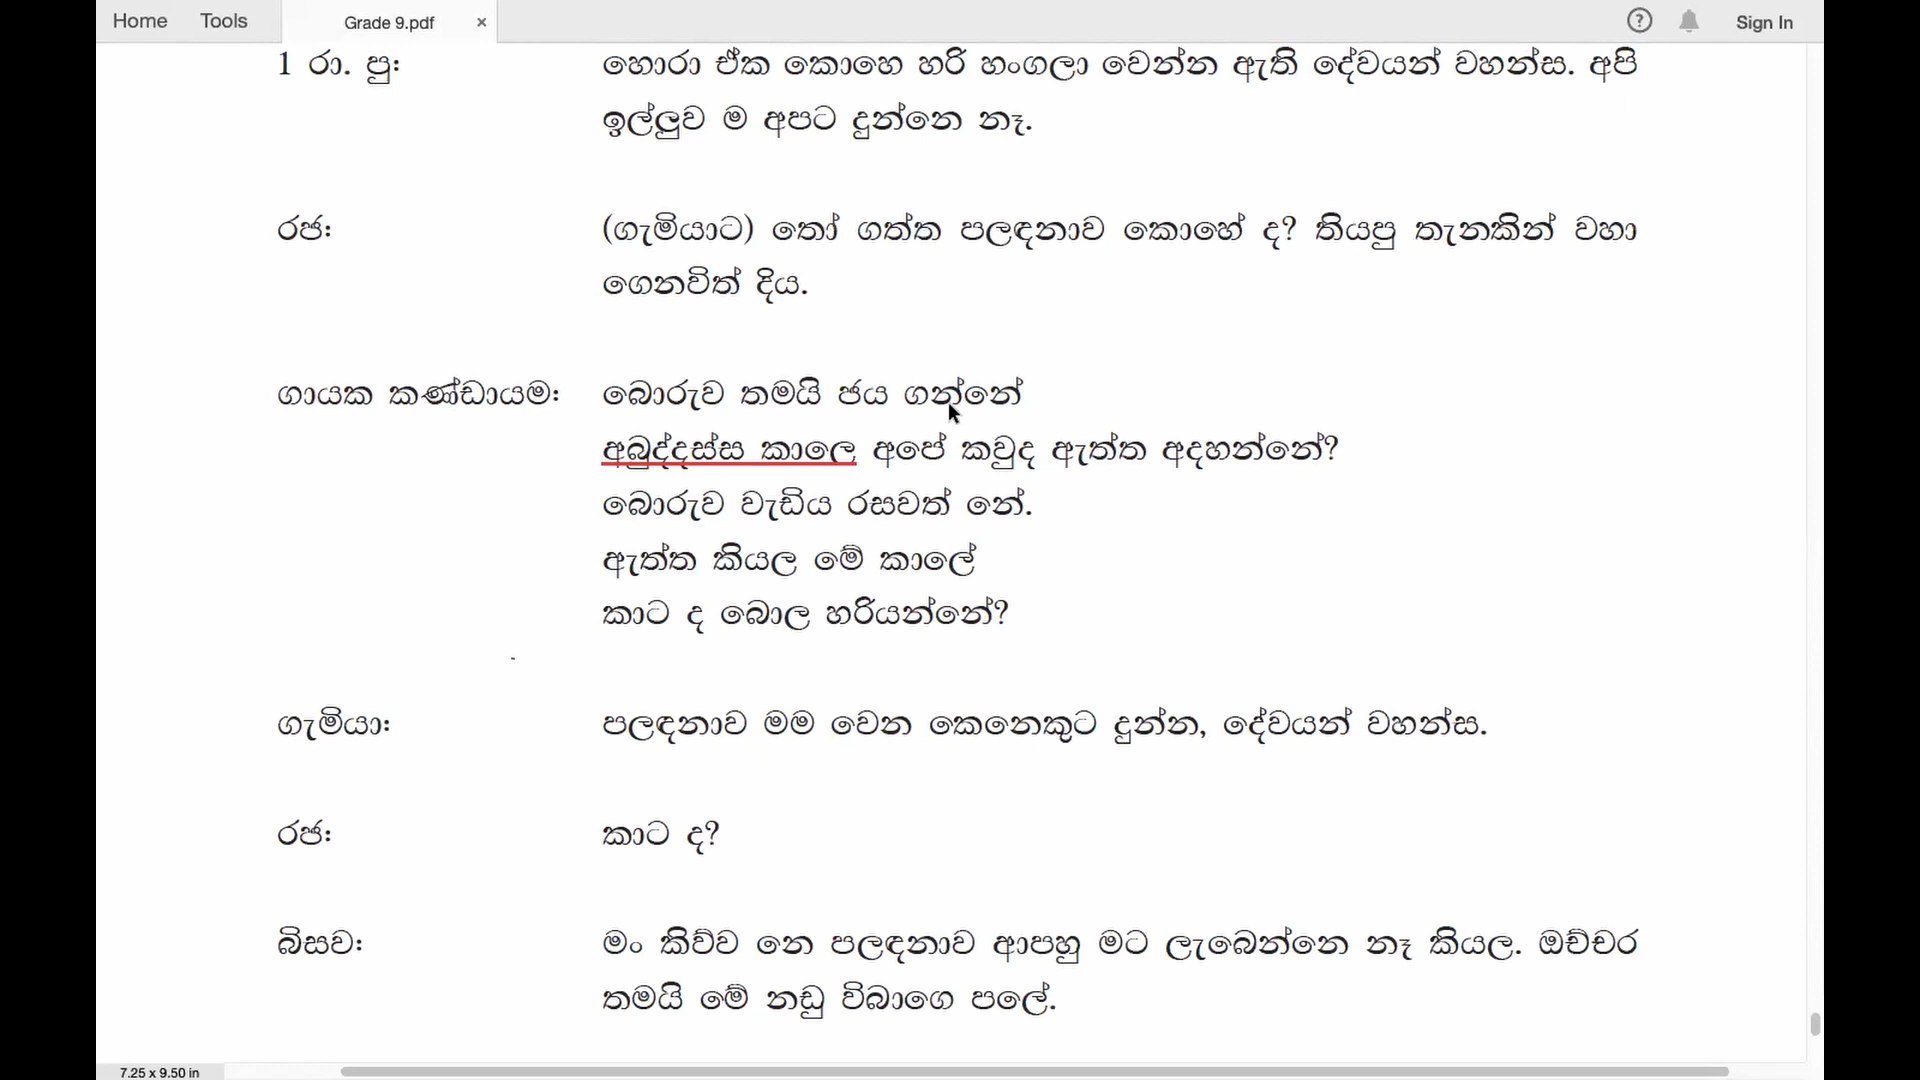 Home Tools Grade 9.pdf × ? Sign In
1 රා. පු: හොරා ඒක කොහෙ හරි හංගලා වෙන්න ඇති දේවයන් වහන්ස. අපි
ඉල්ලුව ම අපට දුන්නෙ නෑ.
රජ: (ගැමියාට) තෝ ගත්ත පලඳනාව කොහේ ද? තියපු තැනකින් වහා
ගෙනවිත් දිය.
ගායක කණ්ඩායම: බොරුව තමයි ජය ගන්නේ
අබුද්දස්ස කාලෙ අපේ කවුද ඇත්ත අදහන්නේ?
බොරුව වැඩිය රසවත් නේ.
ඇත්ත කියල මේ කාලේ
කාට ද බොල හරියන්නේ?
ගැමියා: පලඳනාව මම වෙන කෙනෙකුට දුන්න, දේවයන් වහන්ස.
රජ: කාට ද?
බිසව: මං කිව්ව නෙ පලඳනාව ආපහු මට ලැබෙන්නෙ නෑ කියල. ඔච්චර
තමයි මේ නඩු විබාගෙ පලේ.
7.25 x 9.50 in